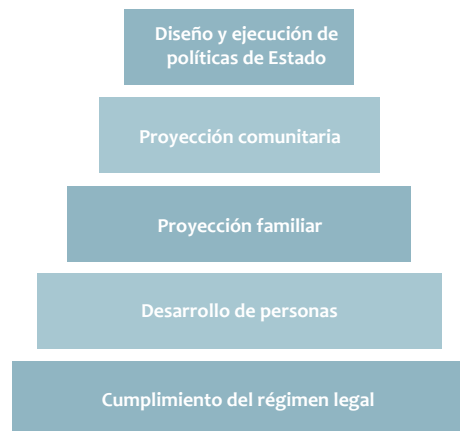 Diseño y ejecución de
políticas de Estado
Proyección comunitaria
Proyección familiar
Desarrollo de personas
Cumplimiento del régimen legal